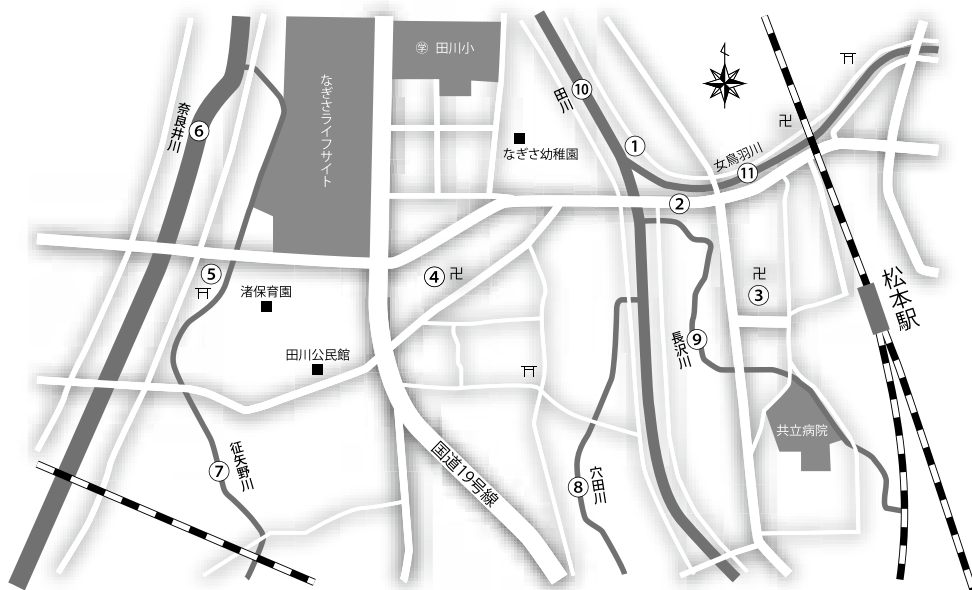 学 田川小
なぎさライフサイト
奈良井川
⑥
田川
⑩
なぎさ幼稚園
①
女鳥羽川
⑪
②
④
⑤
渚保育園
③
松本駅
田川公民館
長沢川
⑨
共立病院
征矢野川
⑦
国道19号線
⑧
穴田川